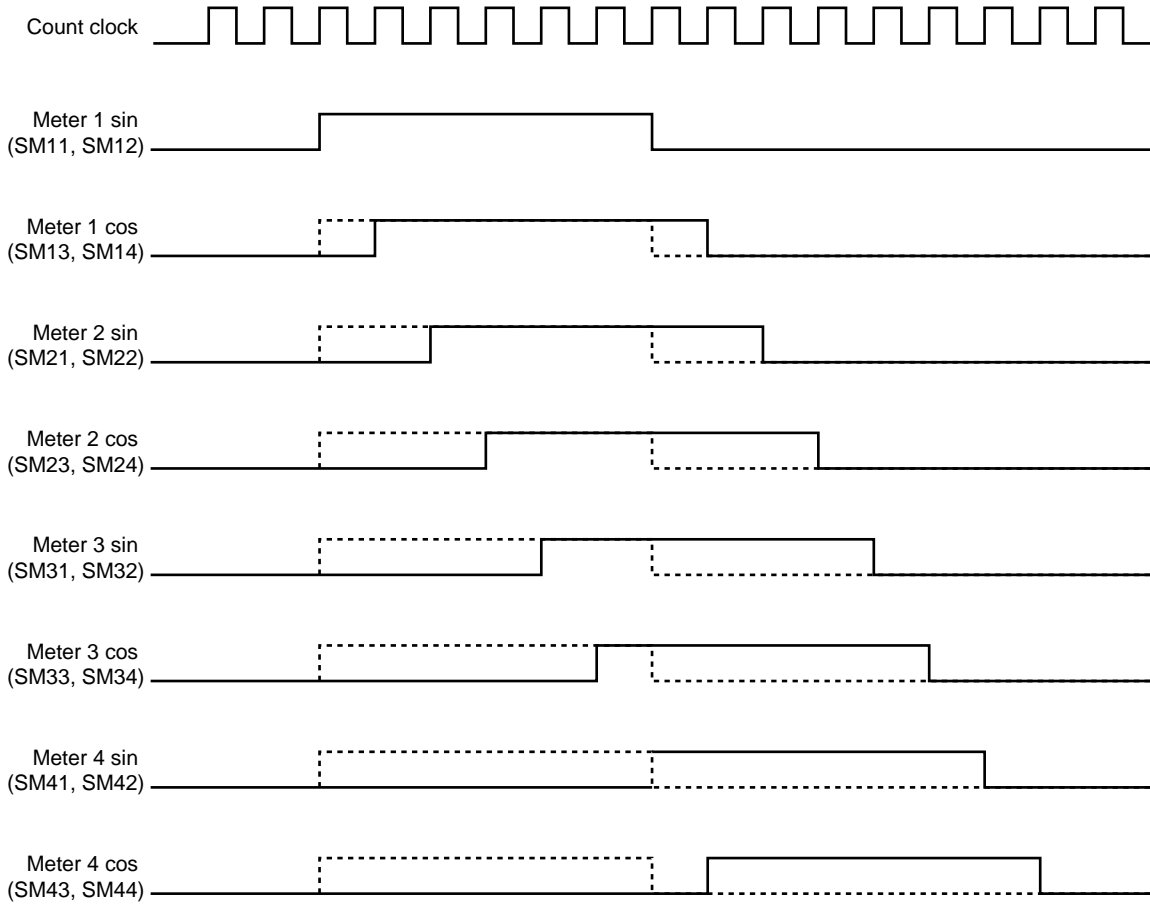 Count clock
Meter 1 sin
(SM11, SM12)
Meter 1 cos
(SM13, SM14)
Meter 2 sin
(SM21, SM22)
Meter 2 cos
(SM23, SM24)
Meter 3 sin
(SM31, SM32)
Meter 3 cos
(SM33, SM34)
Meter 4 sin
(SM41, SM42)
Meter 4 cos
(SM43, SM44)